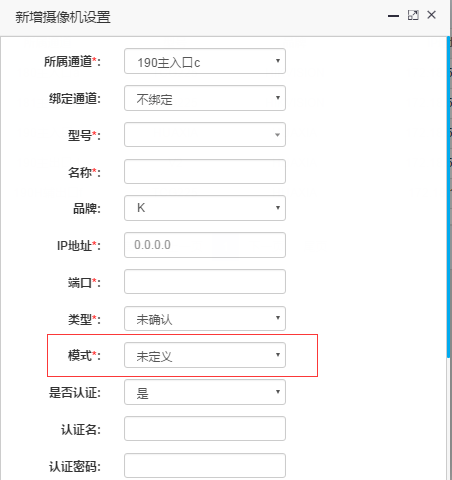 新增摄像机设置
所属通道*: 190主入口c
绑定通道: 不绑定
型号*:
名称*:
品牌: K
IP地址*: 0.0.0.0
端口*:
类型*: 未确认
模式*: 未定义
是否认证: 是
认证名:
认证密码: